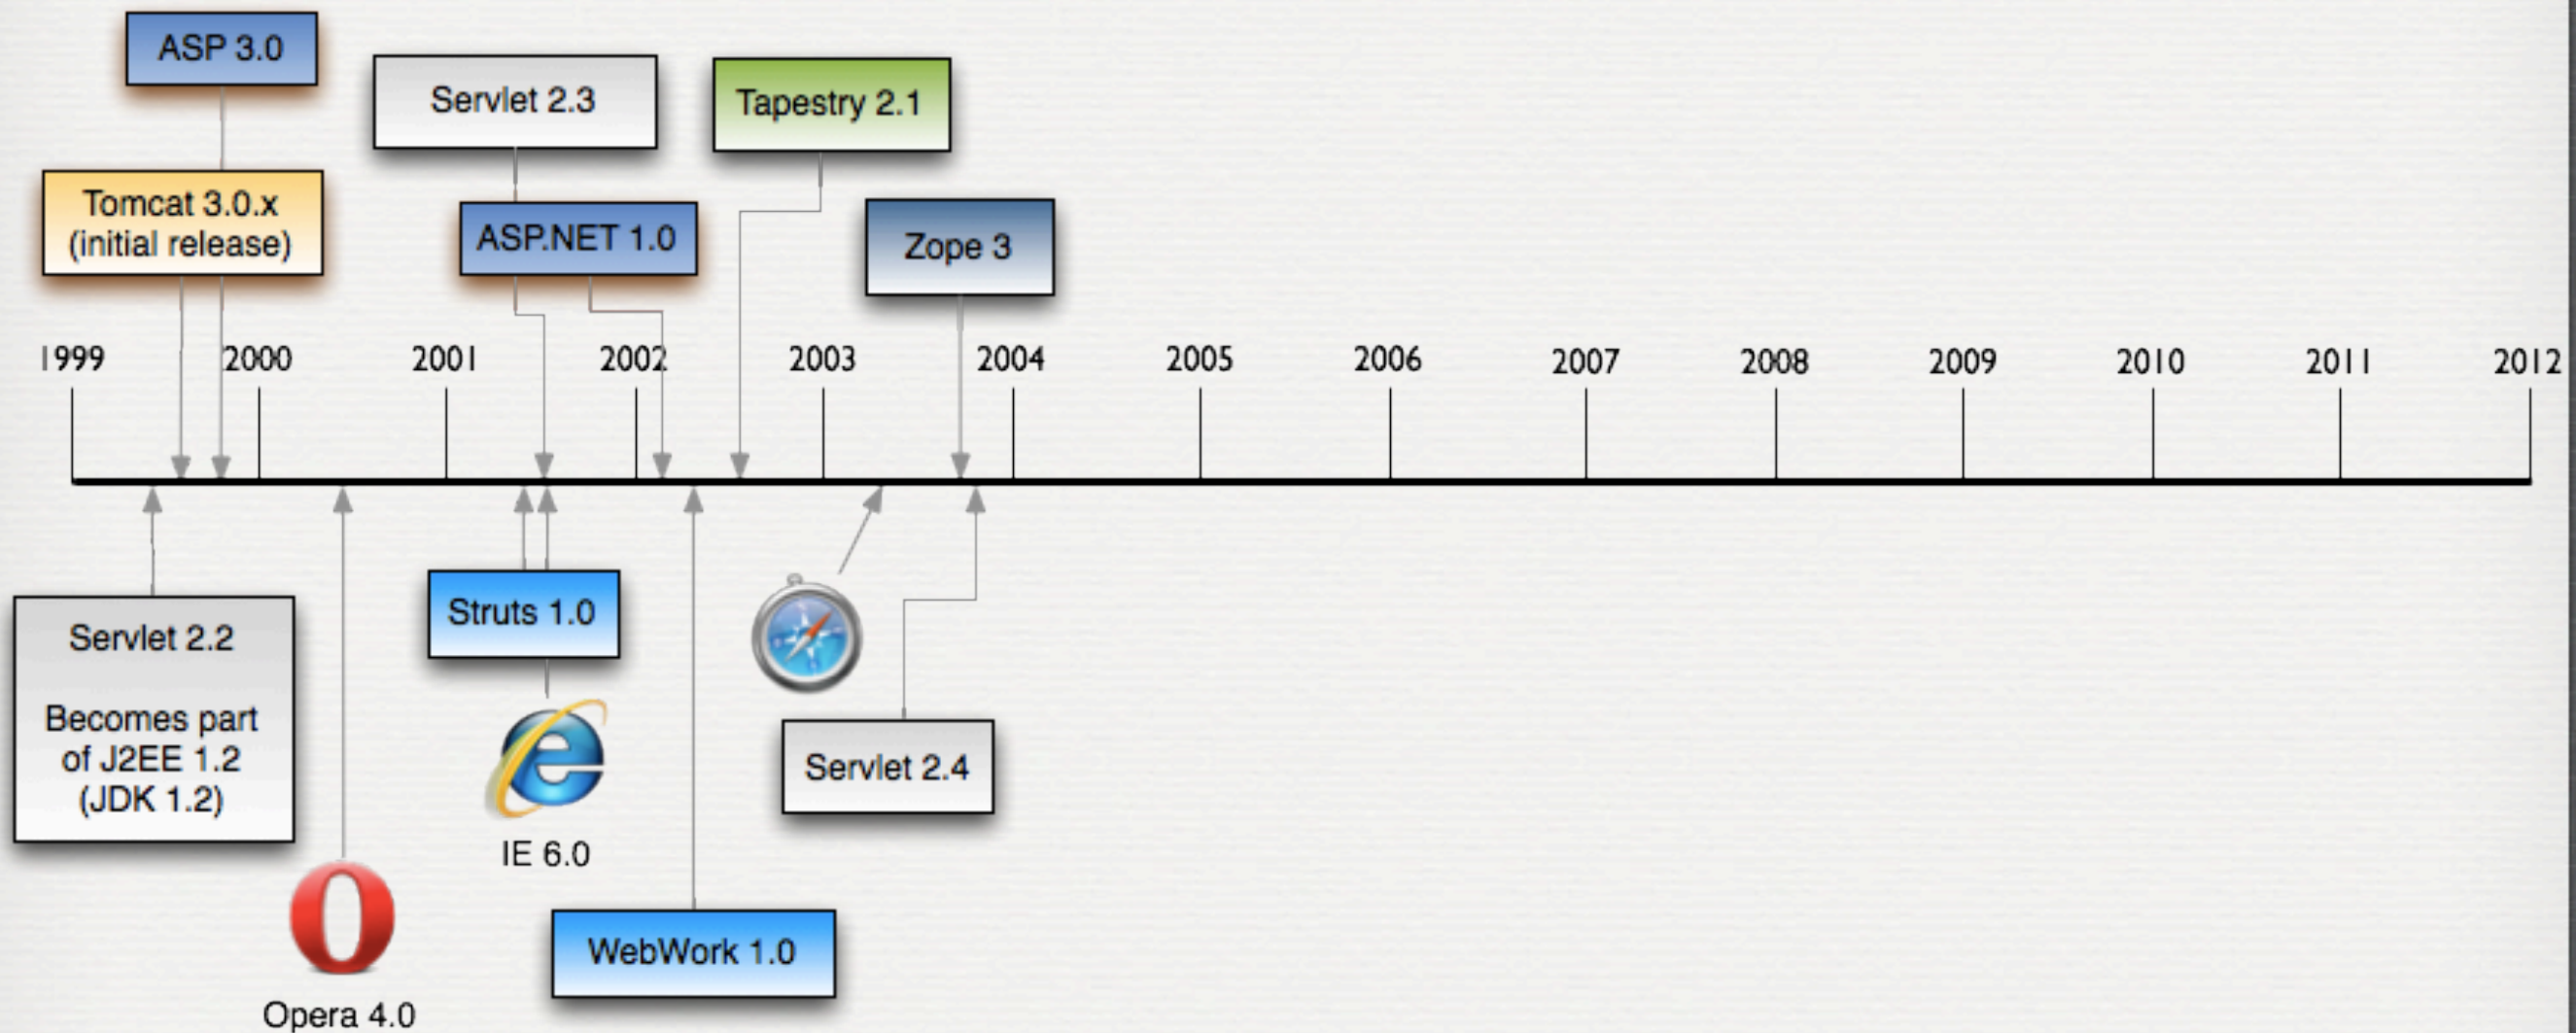 ASP 3.0
Servlet 2.3
Tapestry 2.1
Tomcat 3.0.x
(initial release)
ASP.NET 1.0
Zope 3
1999
2000
2001
2002
2003
2004
2005
2006
2007
2008
2009
2010
2011
2012
Struts 1.0
Servlet 2.2
Becomes part
of J2EE 1.2
(JDK 1.2)
Servlet 2.4
IE 6.0
WebWork 1.0
Opera 4.0